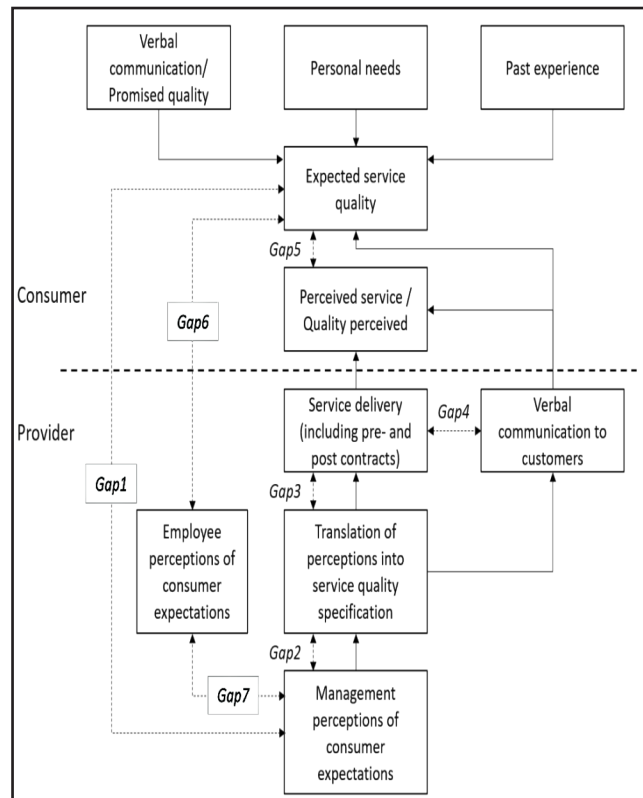 Verbal
communication/
Promised quality
Personal needs
Past experience
Expected service
quality
Gap5
Consumer
Gap6
Perceived service /
Quality perceived
Provider
Service delivery
(including pre- and
post contracts)
Gap4
Verbal
communication to
customers
Gap1
Gap3
Employee
perceptions of
consumer
expectations
Translation of
perceptions into
service quality
specification
Gap2
Gap7
Management
perceptions of
consumer
expectations